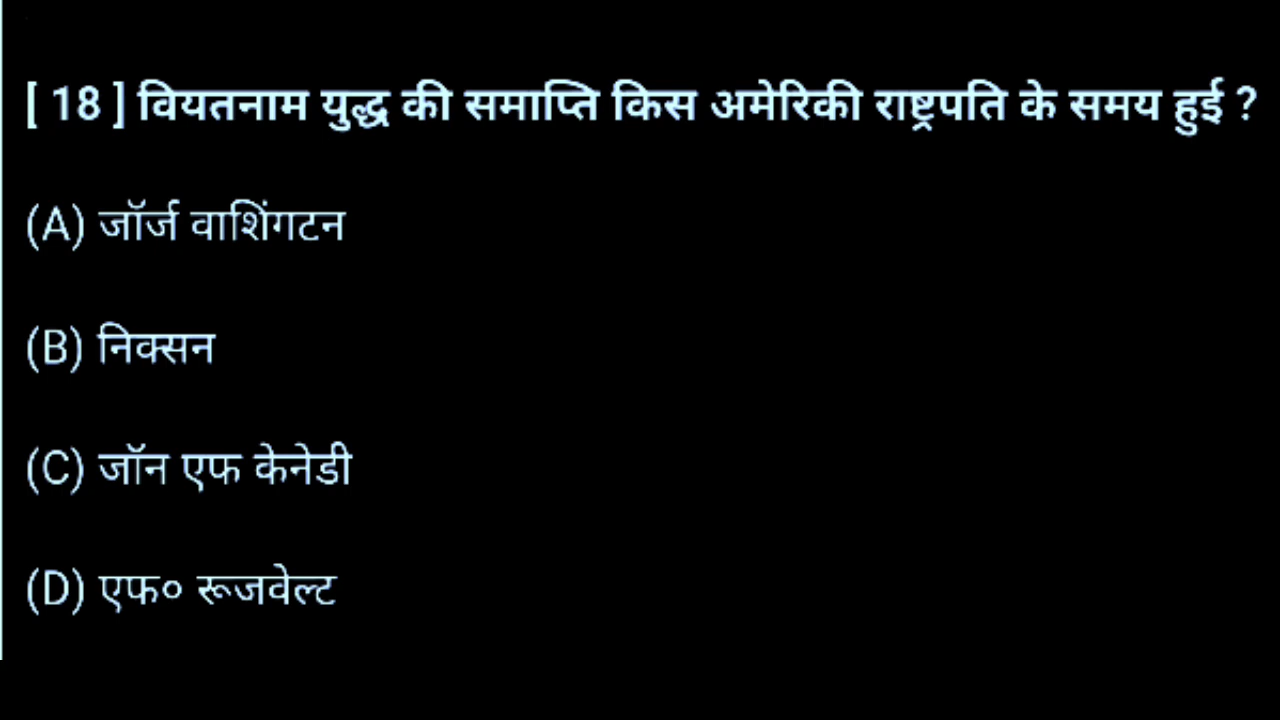 [ 18 ] वियतनाम युद्ध की समाप्ति किस अमेरिकी राष्ट्रपति के समय हुई ?
(A) जॉर्ज वाशिंगटन
(B) निक्सन
(C) जॉन एफ केनेडी
(D) एफ० रूजवेल्ट